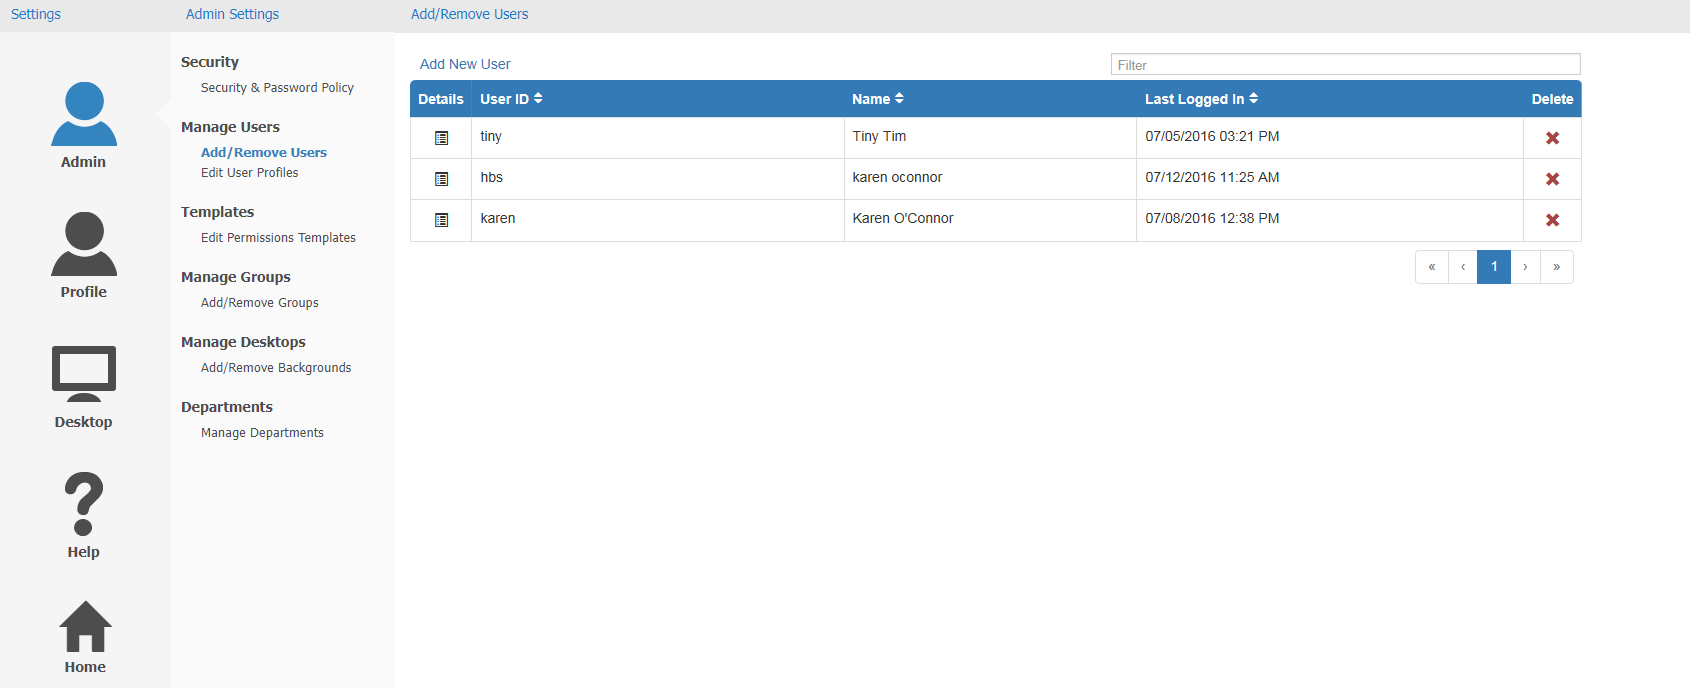 Settings
Admin Settings
Add/Remove Users
Admin
Profile
Desktop
Help
Home
Security
Security & Password Policy
Manage Users
Add/Remove Users
Edit User Profiles
Templates
Edit Permissions Templates
Manage Groups
Add/Remove Groups
Manage Desktops
Add/Remove Backgrounds
Departments
Manage Departments
Add New User
Filter
Details User ID Name Last Logged In Delete
tiny Tiny Tim 07/05/2016 03:21 PM
hbs karen oconnor 07/12/2016 11:25 AM
karen Karen O'Connor 07/08/2016 12:38 PM
« ‹ 1 › »